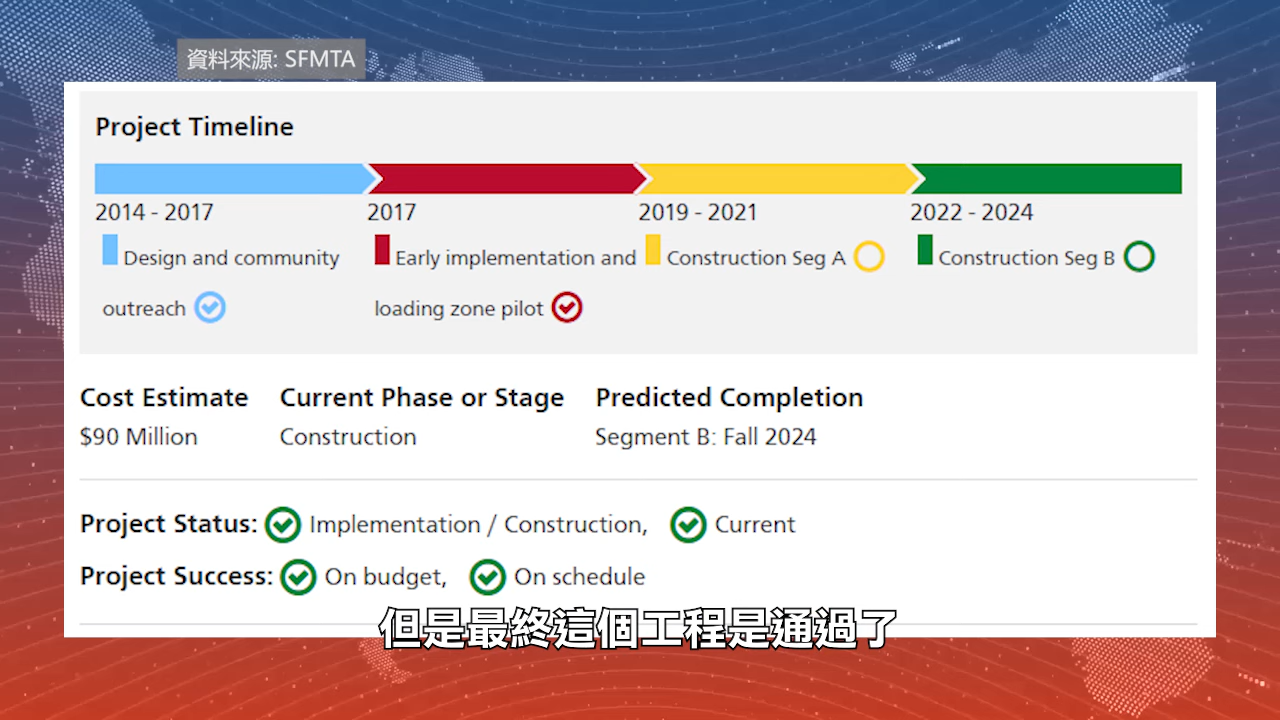 資料來源: SFMTA
Project Timeline
2014 - 2017
Design and community
outreach
2017
Early implementation and
loading zone pilot
2019 - 2021
Construction Seg A
2022 - 2024
Construction Seg B
Cost Estimate
$90 Million
Current Phase or Stage
Construction
Predicted Completion
Segment B: Fall 2024
Project Status: Implementation / Construction, Current
Project Success: On budget, On schedule
但是最終這個工程是通過了